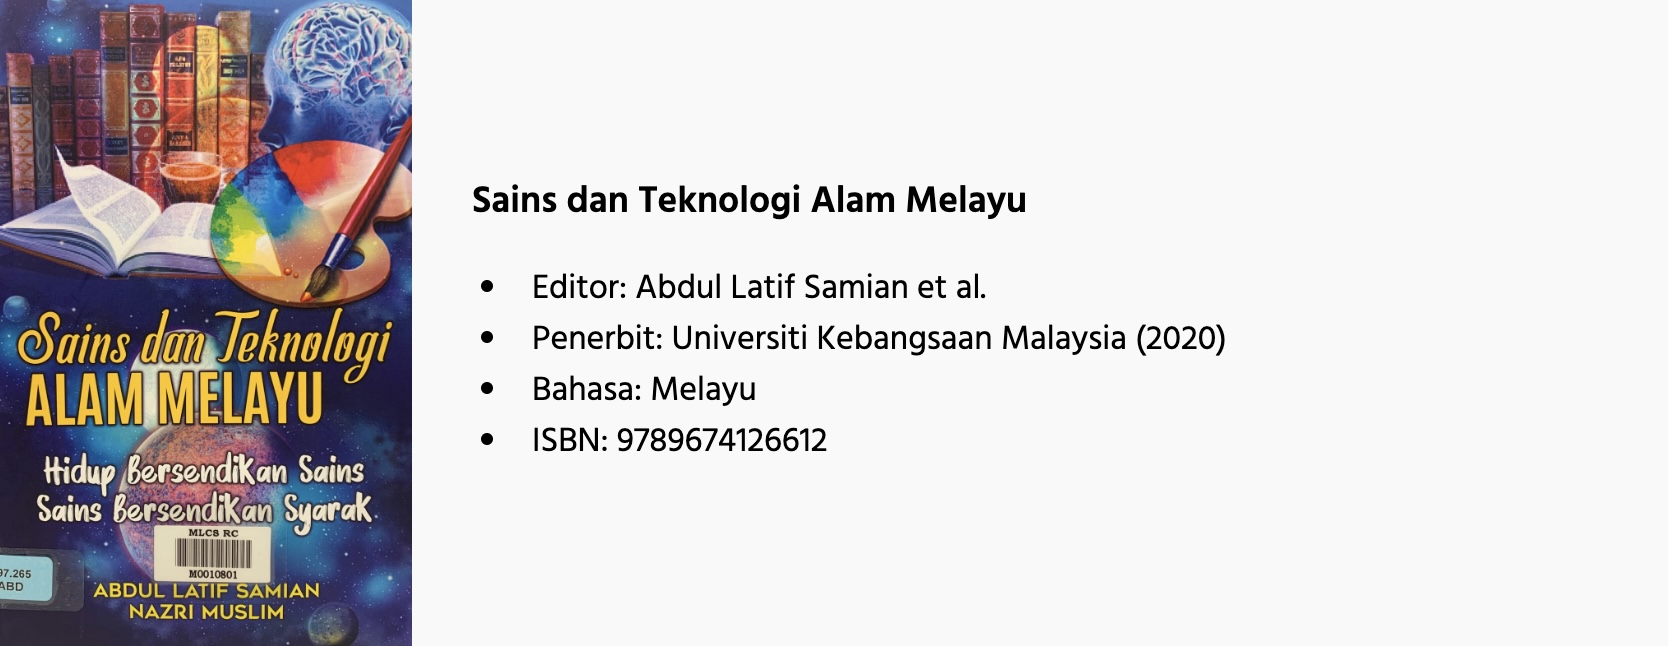 Sains dan Teknologi
ALAM MELAYU
Hidup Bersendikan Sains
Sains Bersendikan Syarak
MLCS RC
M0010801
97.265
ABD
ABDUL LATIF SAMIAN
NAZRI MUSLIM
Sains dan Teknologi Alam Melayu
• Editor: Abdul Latif Samian et al.
• Penerbit: Universiti Kebangsaan Malaysia (2020)
• Bahasa: Melayu
• ISBN: 9789674126612